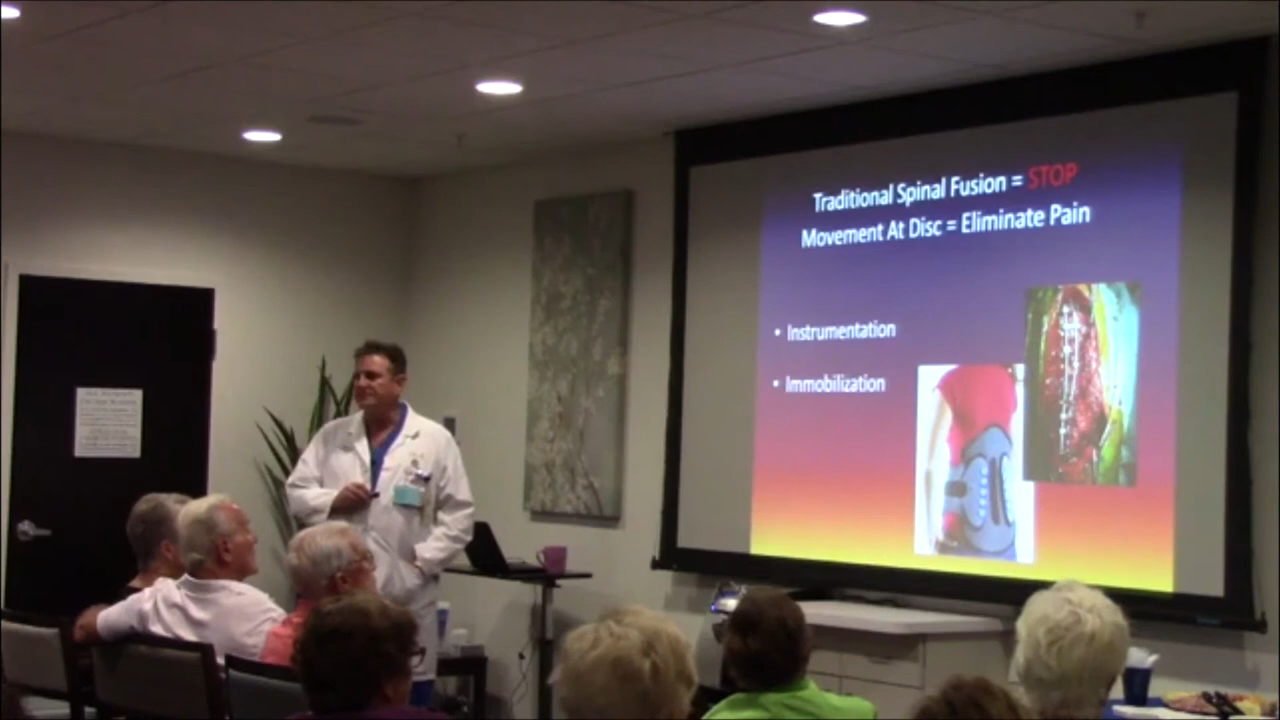 Traditional Spinal Fusion = STOP
Movement At Disc = Eliminate Pain
• Instrumentation
• Immobilization